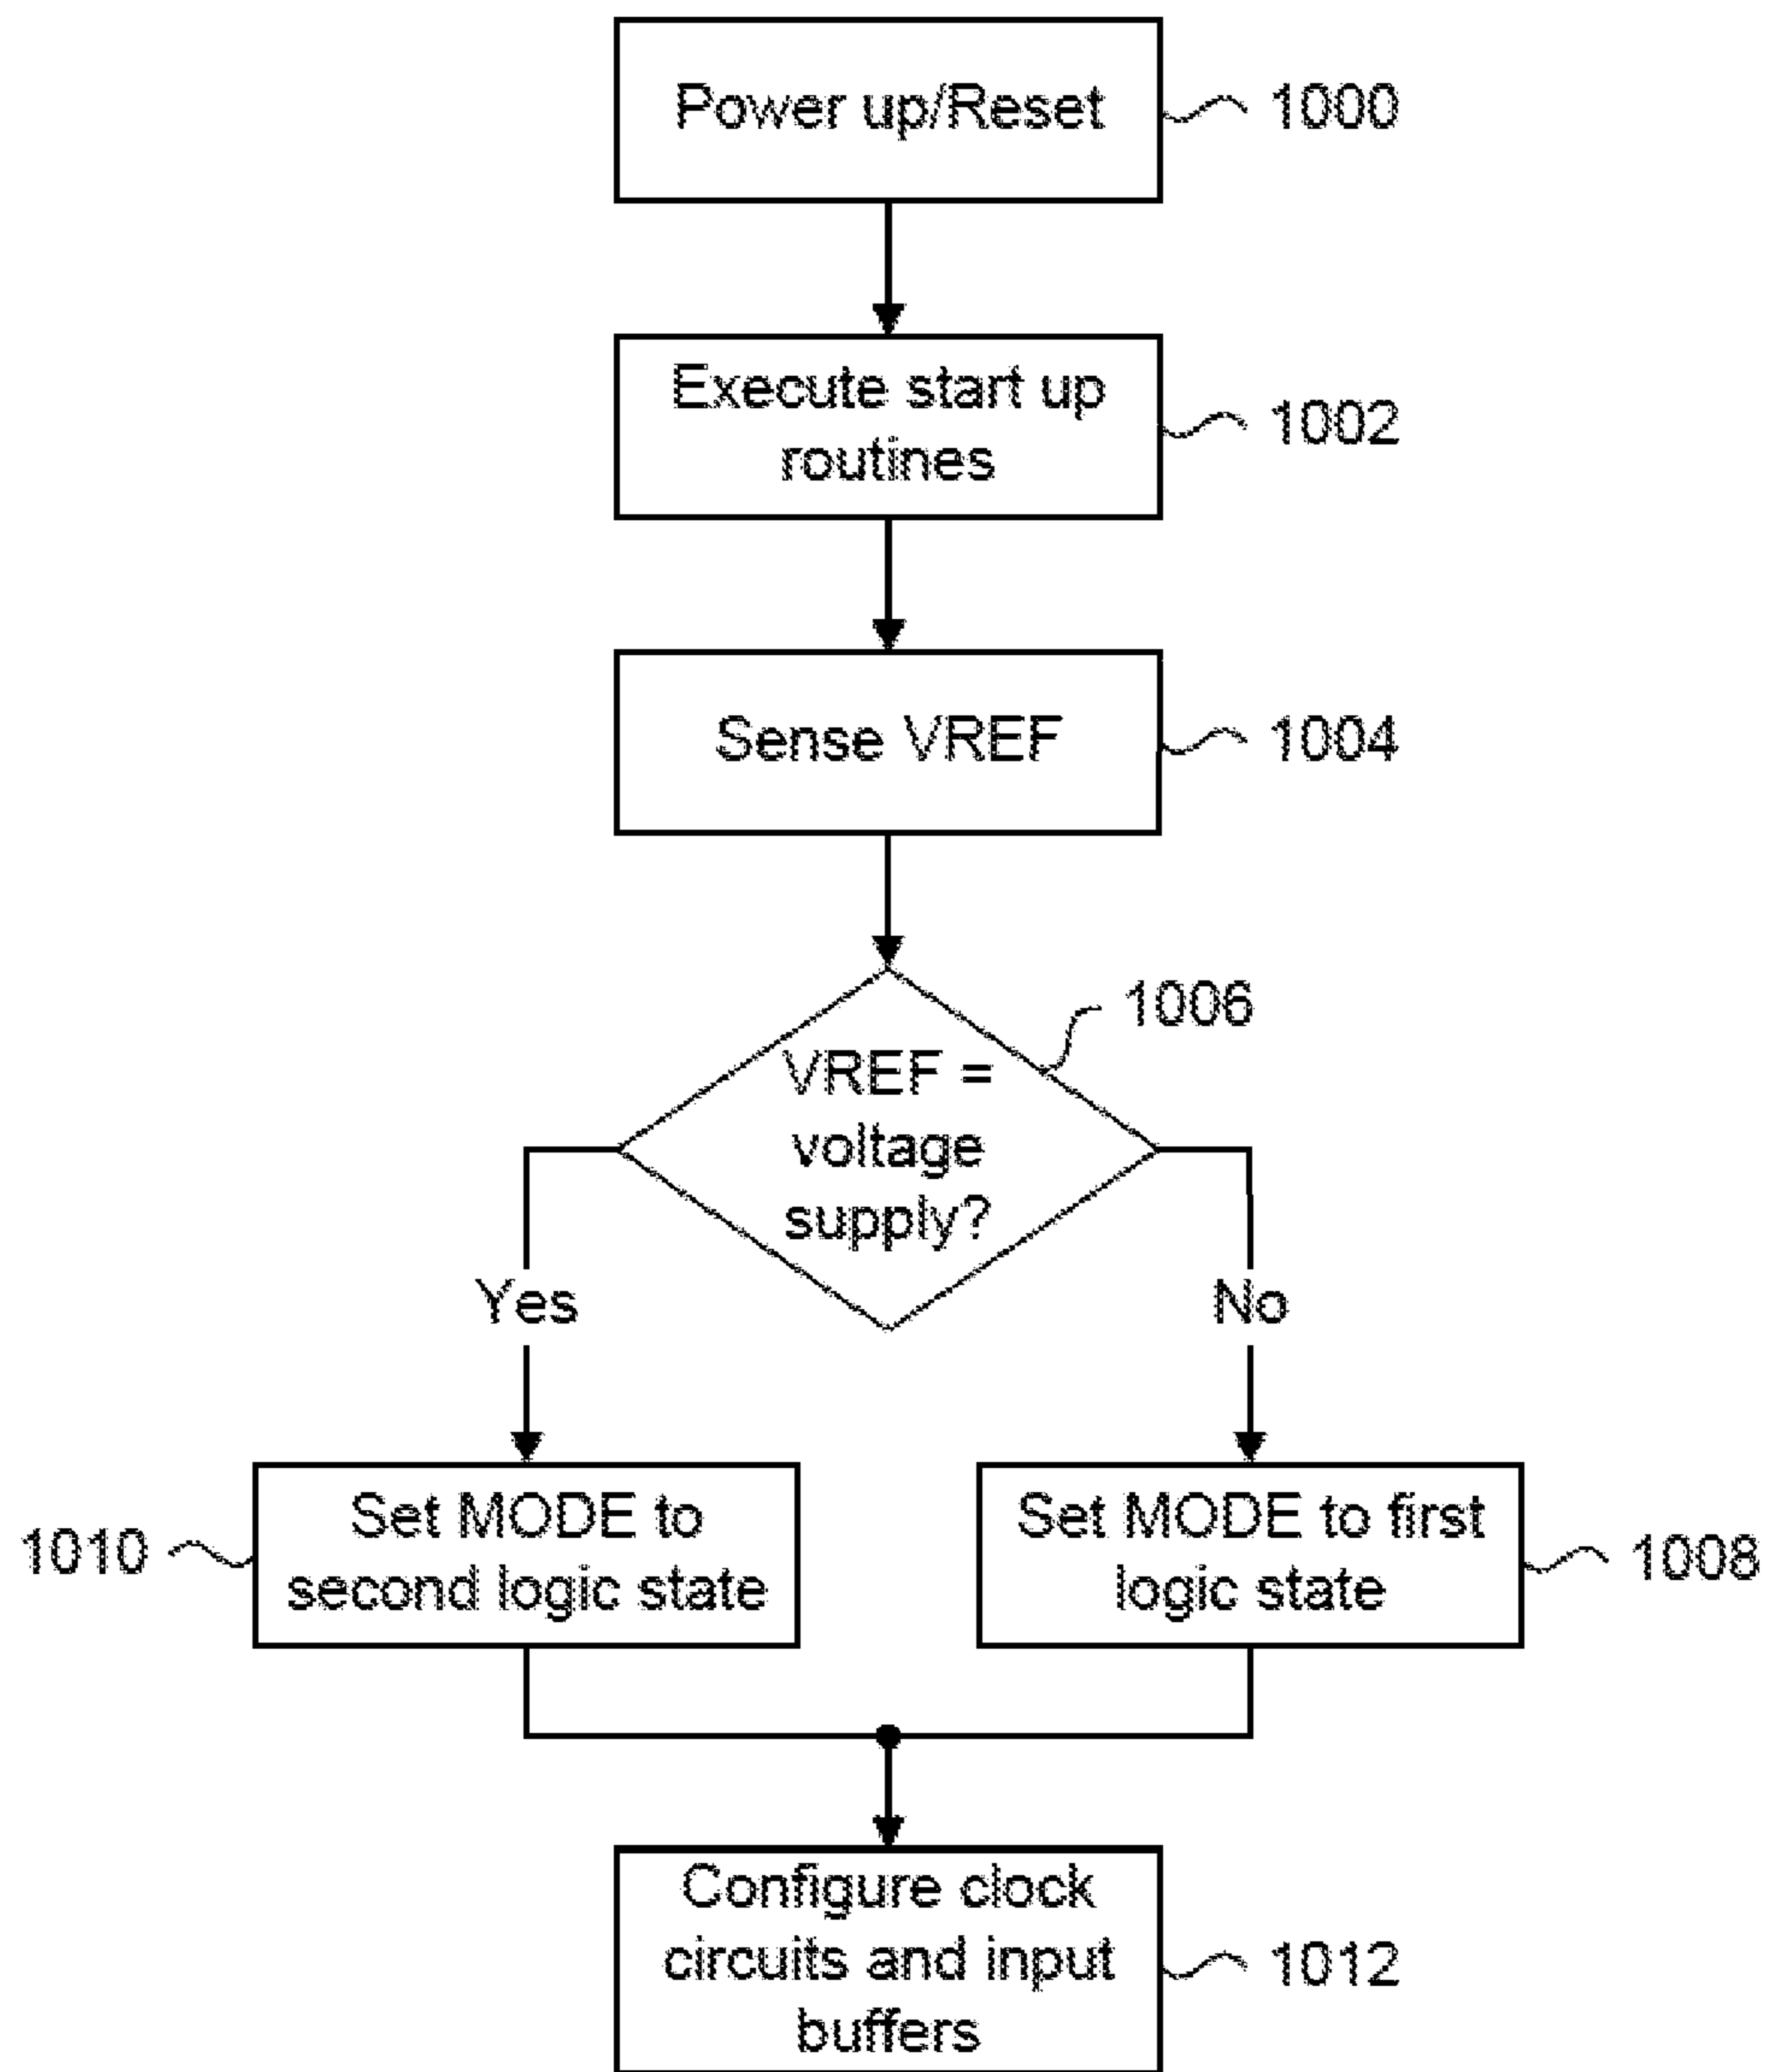 Power up/Reset
1000
Execute start up
routines
1002
Sense VREF
1004
1006
VREF =
voltage
supply?
Yes
No
1010
Set MODE to
second logic state
Set MODE to first
logic state
1008
Configure clock
circuits and input
buffers
1012